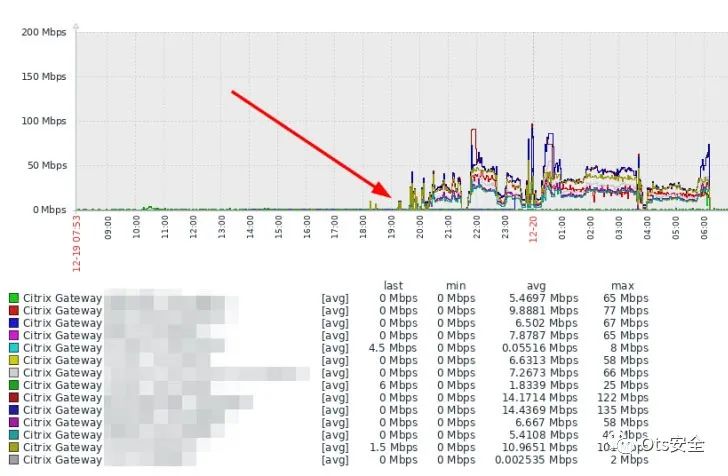 200 Mbps
150 Mbps
100 Mbps
50 Mbps
0 Mbps
12-19 07:53
09:00
10:00
11:00
12:00
13:00
14:00
15:00
16:00
17:00
18:00
19:00
20:00
21:00
22:00
23:00
12-20
01:00
02:00
03:00
04:00
05:00
06:00
last min avg max
Citrix Gateway [avg] 0 Mbps 0 Mbps 5.4697 Mbps 65 Mbps
Citrix Gateway [avg] 0 Mbps 0 Mbps 9.8881 Mbps 77 Mbps
Citrix Gateway [avg] 0 Mbps 0 Mbps 6.502 Mbps 67 Mbps
Citrix Gateway [avg] 0 Mbps 0 Mbps 7.8787 Mbps 65 Mbps
Citrix Gateway [avg] 4.5 Mbps 0 Mbps 0.05516 Mbps 8 Mbps
Citrix Gateway [avg] 0 Mbps 0 Mbps 6.6313 Mbps 58 Mbps
Citrix Gateway [avg] 0 Mbps 0 Mbps 7.2673 Mbps 66 Mbps
Citrix Gateway [avg] 6 Mbps 0 Mbps 1.8339 Mbps 25 Mbps
Citrix Gateway [avg] 0 Mbps 0 Mbps 14.1714 Mbps 122 Mbps
Citrix Gateway [avg] 0 Mbps 0 Mbps 14.4369 Mbps 135 Mbps
Citrix Gateway [avg] 0 Mbps 0 Mbps 6.667 Mbps 58 Mbps
Citrix Gateway [avg] 0 Mbps 0 Mbps 5.4108 Mbps
Citrix Gateway [avg] 1.5 Mbps 0 Mbps 10.9651 Mbps
Citrix Gateway [avg] 0 Mbps 0 Mbps 0.002535 Mbps 2 Mbps
Ots安全